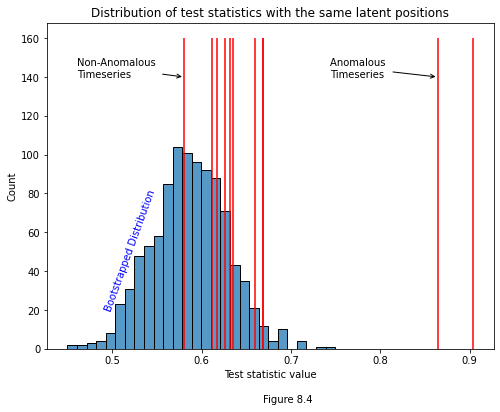 Distribution of test statistics with the same latent positions
160
140
120
100
80
60
40
20
0
Count
Non-Anomalous
Timeseries
Anomalous
Timeseries
Bootstrapped Distribution
0.5 0.6 0.7 0.8 0.9
Test statistic value
Figure 8.4